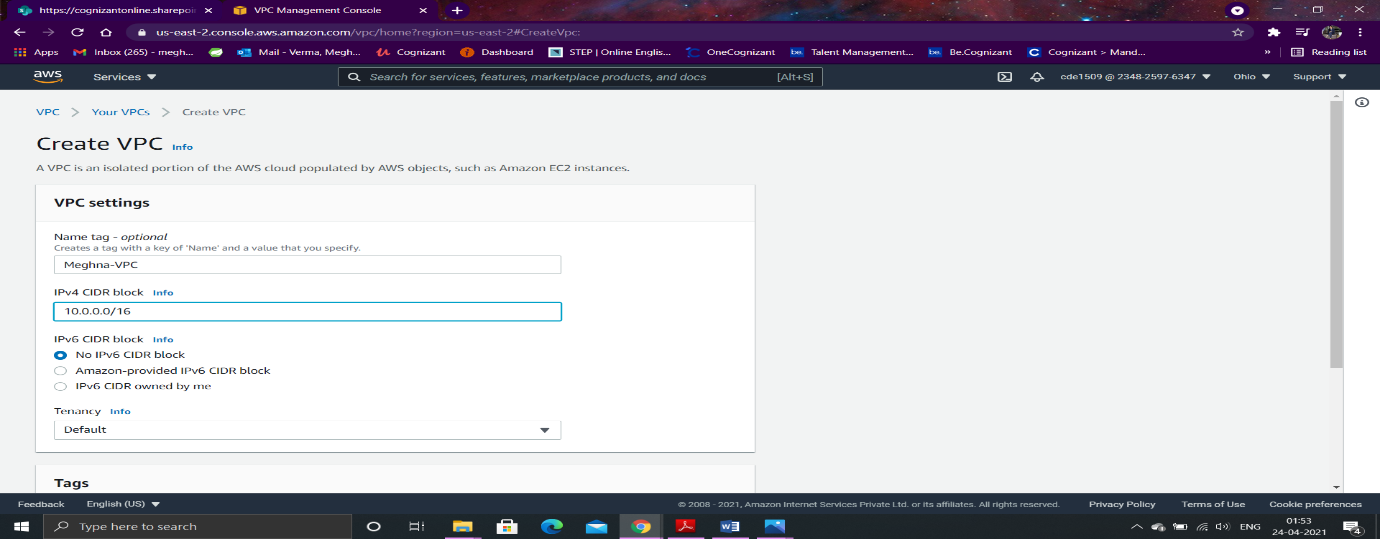 https://cognizantonline.sharepoi
VPC Management Console
us-east-2.console.aws.amazon.com/vpc/home?region=us-east-2#CreateVpc:
Apps Inbox (265) - megh... Mail - Verma, Megh... Cognizant Dashboard STEP | Online Englis... OneCognizant Talent Management... Be.Cognizant Cognizant > Mand... » Reading list
aws Services Search for services, features, marketplace products, and docs [Alt+S] cde1509 @ 2348-2597-6347 Ohio Support
VPC > Your VPCs > Create VPC
Create VPC Info
A VPC is an isolated portion of the AWS cloud populated by AWS objects, such as Amazon EC2 instances.
VPC settings
Name tag - optional
Creates a tag with a key of 'Name' and a value that you specify.
Meghna-VPC
IPv4 CIDR block Info
10.0.0.0/16
IPv6 CIDR block Info
No IPv6 CIDR block
Amazon-provided IPv6 CIDR block
IPv6 CIDR owned by me
Tenancy Info
Default
Tags
Feedback English (US) © 2008 - 2021, Amazon Internet Services Private Ltd. or its affiliates. All rights reserved. Privacy Policy Terms of Use Cookie preferences
Type here to search ENG 01:53
24-04-2021 4